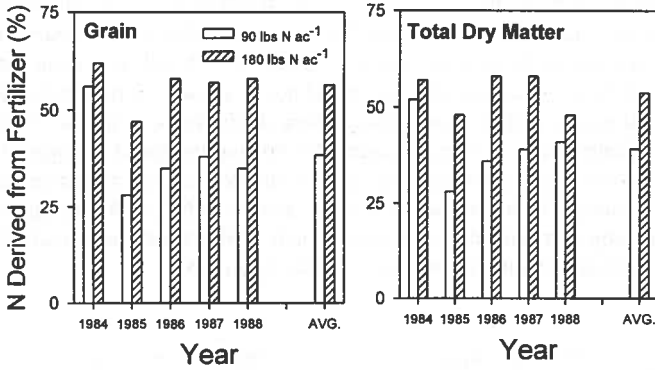 N Derived from Fertilizer (%)
75
50
25
0
Grain
90 lbs N ac⁻¹
180 lbs N ac⁻¹
1984 1985 1986 1987 1988 AVG.
Year
75
50
25
0
Total Dry Matter
1984 1985 1986 1987 1988 AVG.
Year